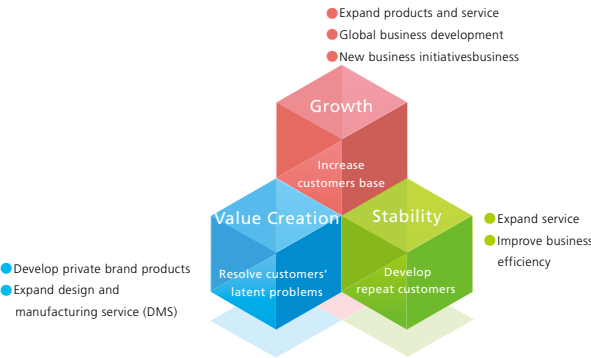 Expand products and service
Global business development
New business initiativesbusiness
Growth
Increase
customers base
Value Creation
Stability
Expand service
Improve business
efficiency
Develop private brand products
Expand design and
manufacturing service (DMS)
Resolve customers’
latent problems
Develop
repeat customers